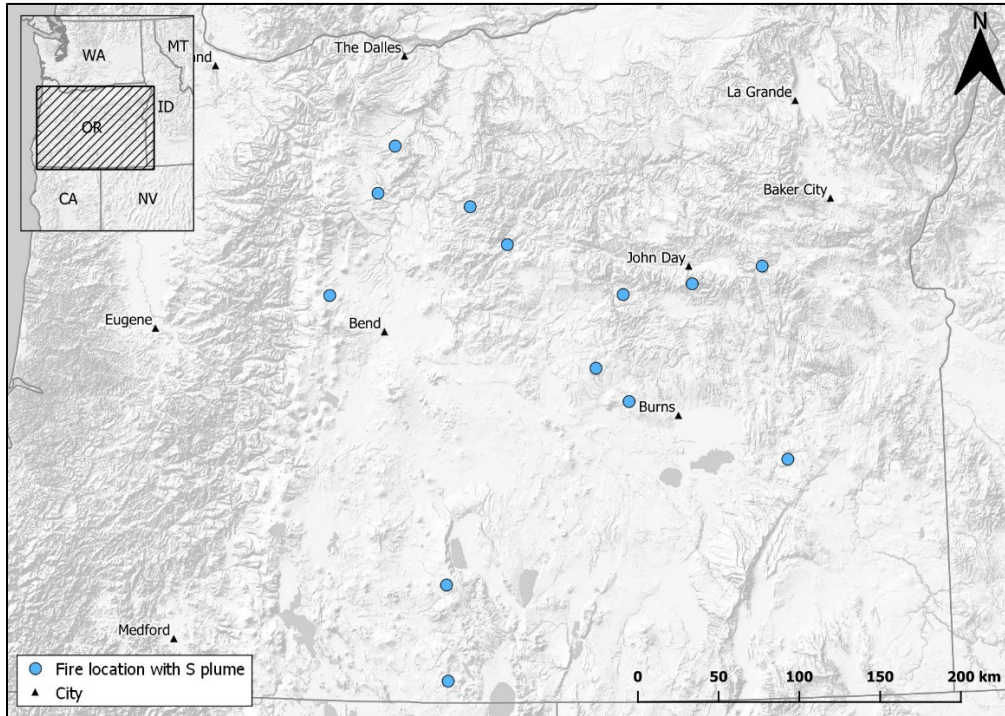 N
WA
MT
nd
The Dalles
OR
ID
La Grande
CA
NV
Baker City
John Day
Eugene
Bend
Burns
Medford
Fire location with S plume
City
0 50 100 150 200 km